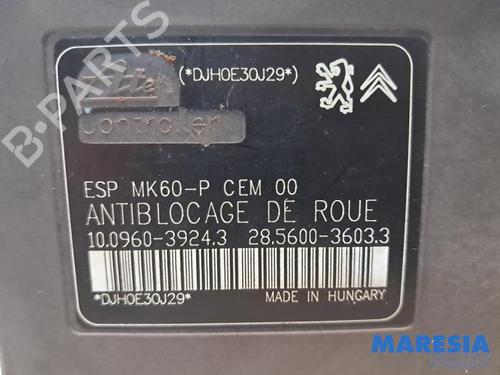 Ate (*DJH0E30J29*)
Controller
ESP MK60-P CEM 00
ANTIBLOCAGE DE ROUE
10.0960-3924.3 28.5600-3603.3
*DJH0E30J29* MADE IN HUNGARY
B-PARTS
MARESIA